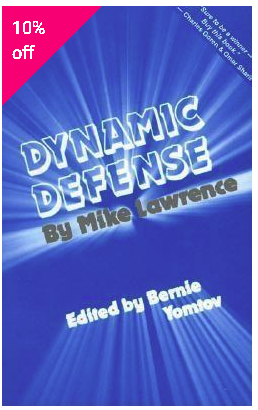 10%
off
Sure to be a winner —
Buy this book."
— Charles Goren & Omar Sharif
DYNAMIC
DEFENSE
By Mike Lawrence
Edited by Bernie
Yomtov